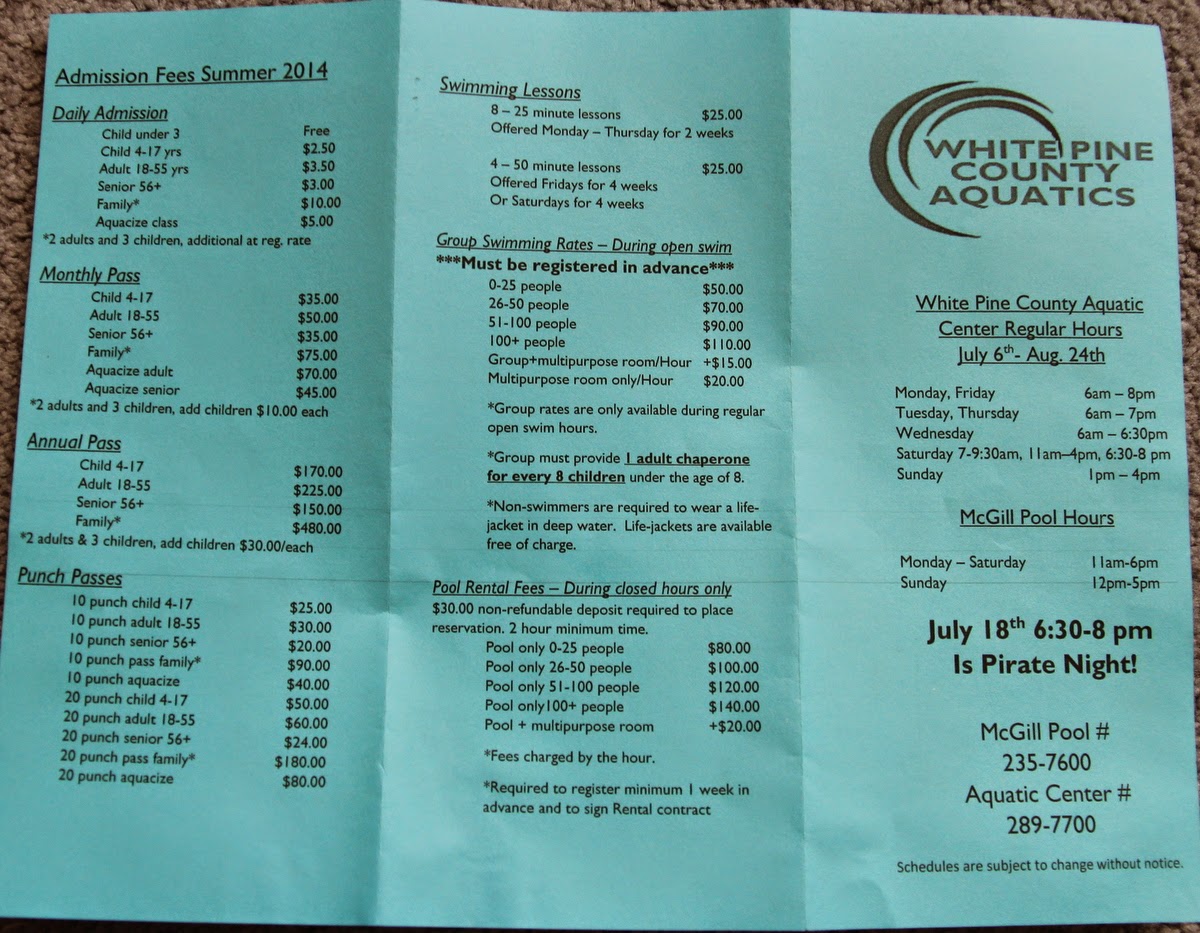 Admission Fees Summer 2014
Daily Admission
Child under 3 Free
Child 4-17 yrs $2.50
Adult 18-55 yrs $3.50
Senior 56+ $3.00
Family* $10.00
Aquacize class $5.00
*2 adults and 3 children, additional at reg. rate
Monthly Pass
Child 4-17 $35.00
Adult 18-55 $50.00
Senior 56+ $35.00
Family* $75.00
Aquacize adult $70.00
Aquacize senior $45.00
*2 adults and 3 children, add children $10.00 each
Annual Pass
Child 4-17 $170.00
Adult 18-55 $225.00
Senior 56+ $150.00
Family* $480.00
*2 adults & 3 children, add children $30.00/each
Punch Passes
10 punch child 4-17 $25.00
10 punch adult 18-55 $30.00
10 punch senior 56+ $20.00
10 punch pass family* $90.00
10 punch aquacize $40.00
20 punch child 4-17 $50.00
20 punch adult 18-55 $60.00
20 punch senior 56+ $24.00
20 punch pass family* $180.00
20 punch aquacize $80.00
Swimming Lessons
8 – 25 minute lessons $25.00
Offered Monday – Thursday for 2 weeks
4 – 50 minute lessons $25.00
Offered Fridays for 4 weeks
Or Saturdays for 4 weeks
Group Swimming Rates – During open swim
***Must be registered in advance***
0-25 people $50.00
26-50 people $70.00
51-100 people $90.00
100+ people $110.00
Group+multipurpose room/Hour +$15.00
Multipurpose room only/Hour $20.00
*Group rates are only available during regular
open swim hours.
*Group must provide 1 adult chaperone
for every 8 children under the age of 8.
*Non-swimmers are required to wear a life-
jacket in deep water. Life-jackets are available
free of charge.
Pool Rental Fees – During closed hours only
$30.00 non-refundable deposit required to place
reservation. 2 hour minimum time.
Pool only 0-25 people $80.00
Pool only 26-50 people $100.00
Pool only 51-100 people $120.00
Pool only100+ people $140.00
Pool + multipurpose room +$20.00
*Fees charged by the hour.
*Required to register minimum 1 week in
advance and to sign Rental contract
WHITE PINE
COUNTY
AQUATICS
White Pine County Aquatic
Center Regular Hours
July 6th- Aug. 24th
Monday, Friday 6am – 8pm
Tuesday, Thursday 6am – 7pm
Wednesday 6am – 6:30pm
Saturday 7-9:30am, 11am–4pm, 6:30-8 pm
Sunday 1pm – 4pm
McGill Pool Hours
Monday – Saturday 11am-6pm
Sunday 12pm-5pm
July 18th 6:30-8 pm
Is Pirate Night!
McGill Pool #
235-7600
Aquatic Center #
289-7700
Schedules are subject to change without notice.